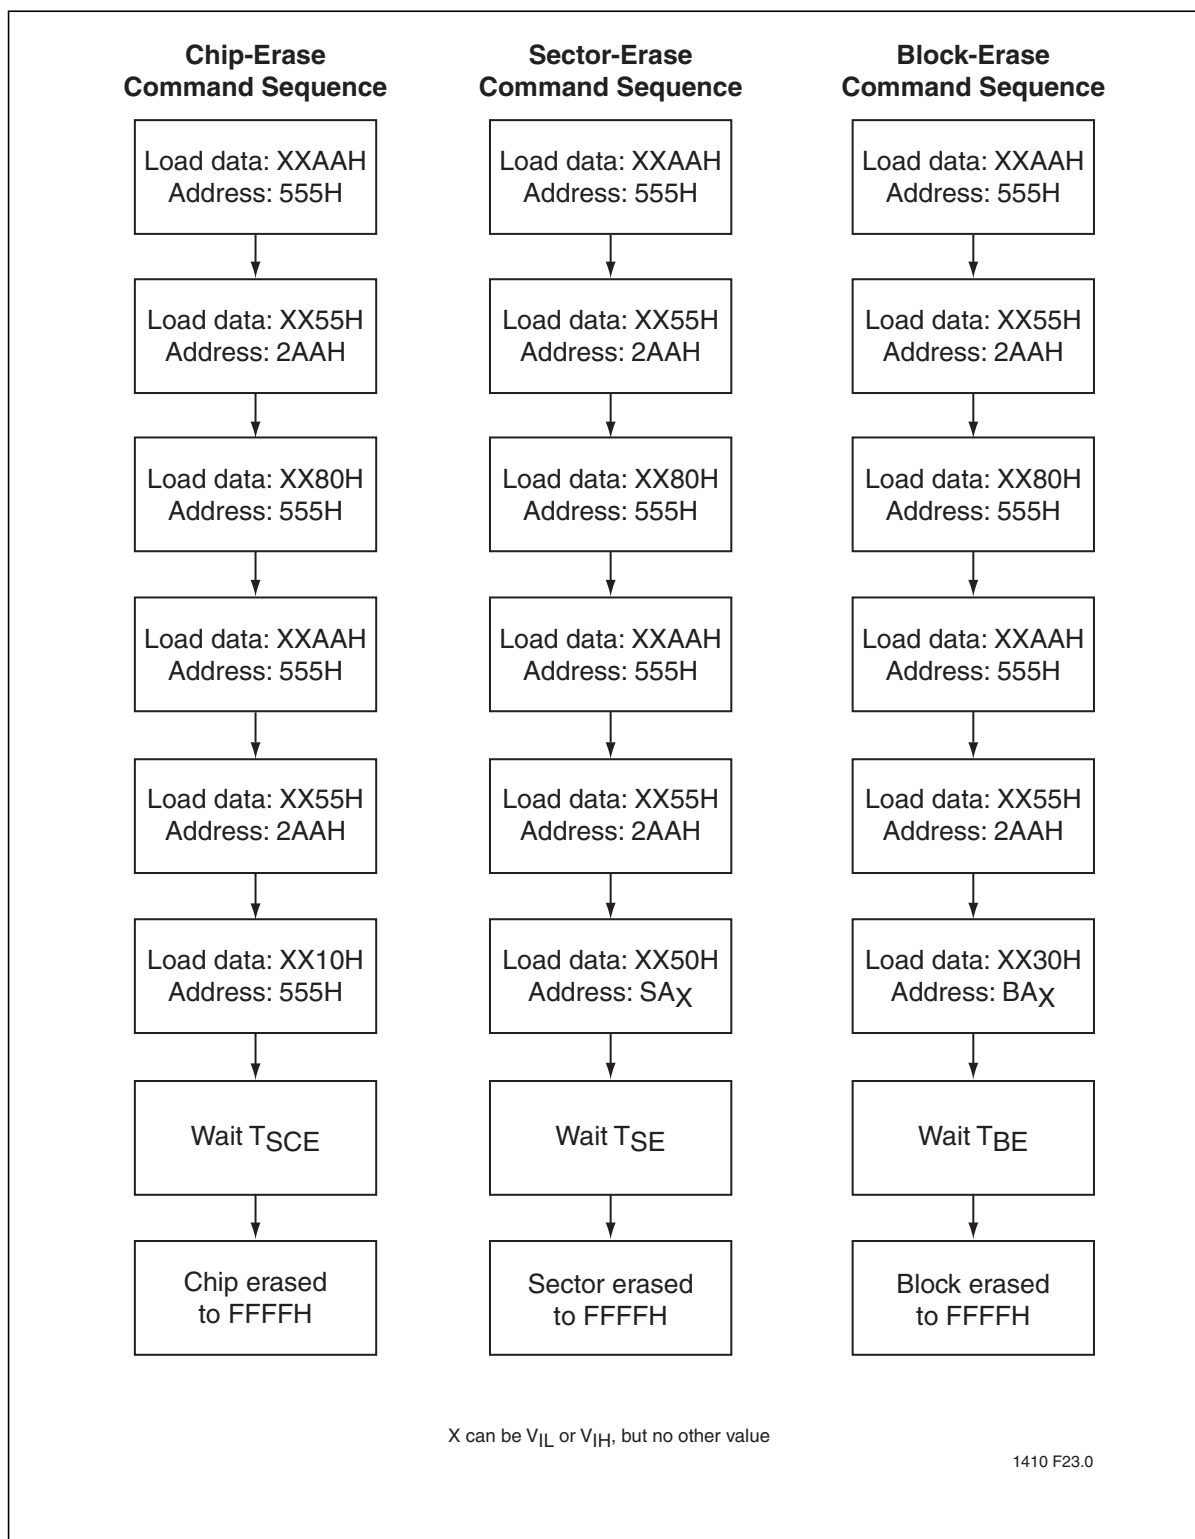 Chip-Erase
Command Sequence
Load data: XXAAH
Address: 555H
Load data: XX55H
Address: 2AAH
Load data: XX80H
Address: 555H
Load data: XXAAH
Address: 555H
Load data: XX55H
Address: 2AAH
Load data: XX10H
Address: 555H
Wait TSCE
Chip erased
to FFFFH
Sector-Erase
Command Sequence
Load data: XXAAH
Address: 555H
Load data: XX55H
Address: 2AAH
Load data: XX80H
Address: 555H
Load data: XXAAH
Address: 555H
Load data: XX55H
Address: 2AAH
Load data: XX50H
Address: SAX
Wait TSE
Sector erased
to FFFFH
Block-Erase
Command Sequence
Load data: XXAAH
Address: 555H
Load data: XX55H
Address: 2AAH
Load data: XX80H
Address: 555H
Load data: XXAAH
Address: 555H
Load data: XX55H
Address: 2AAH
Load data: XX30H
Address: BAX
Wait TBE
Block erased
to FFFFH
X can be VIL or VIH, but no other value
1410 F23.0